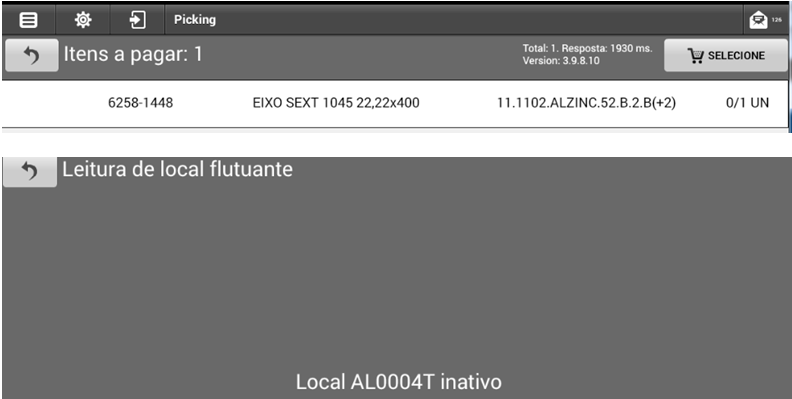 Picking
126
Itens a pagar: 1
Total: 1. Resposta: 1930 ms.
Version: 3.9.8.10
SELECIONE
6258-1448 EIXO SEXT 1045 22,22x400 11.1102.ALZINC.52.B.2.B(+2) 0/1 UN
Leitura de local flutuante
Local AL0004T inativo